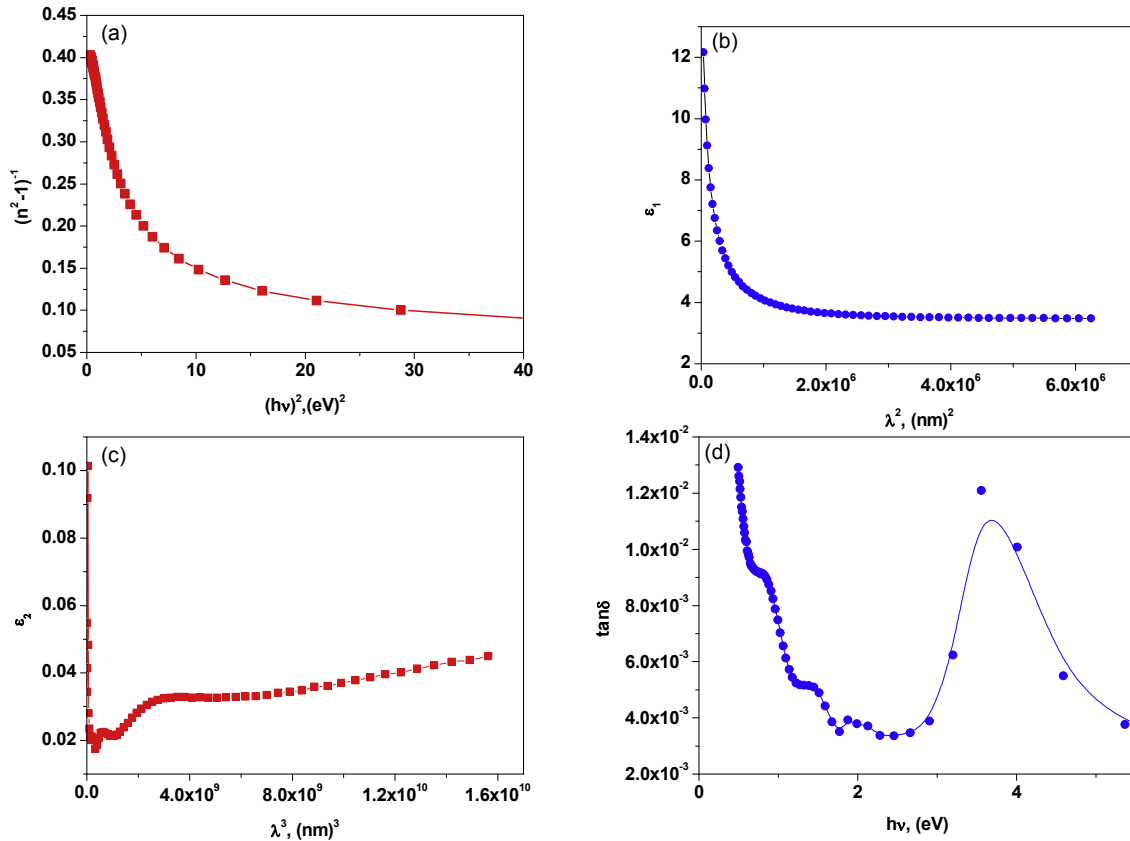 (a)
0.45
0.40
0.35
0.30
0.25
0.20
0.15
0.10
0.05
(n²-1)⁻¹
0 10 20 30 40
(hν)²,(eV)²
(b)
12
10
8
6
4
2
ε₁
0.0 2.0x10⁶ 4.0x10⁶ 6.0x10⁶
λ², (nm)²
(c)
0.10
0.08
0.06
0.04
0.02
ε₂
0.0 4.0x10⁹ 8.0x10⁹ 1.2x10¹⁰ 1.6x10¹⁰
λ³, (nm)³
(d)
1.4x10⁻²
1.2x10⁻²
1.0x10⁻²
8.0x10⁻³
6.0x10⁻³
4.0x10⁻³
2.0x10⁻³
tanδ
2 4
hν, (eV)